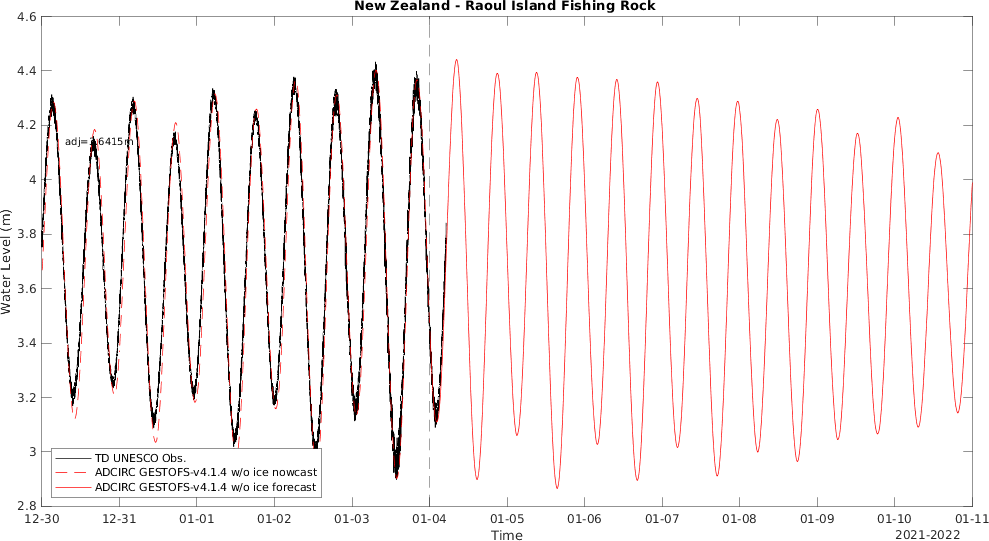 New Zealand - Raoul Island Fishing Rock
4.6
4.4
4.2
4
3.8
3.6
3.4
3.2
3
2.8
Water Level (m)
adj=3.6415m
TD UNESCO Obs.
ADCIRC GESTOFS-v4.1.4 w/o ice nowcast
ADCIRC GESTOFS-v4.1.4 w/o ice forecast
12-30 12-31 01-01 01-02 01-03 01-04 01-05 01-06 01-07 01-08 01-09 01-10 01-11
Time
2021-2022